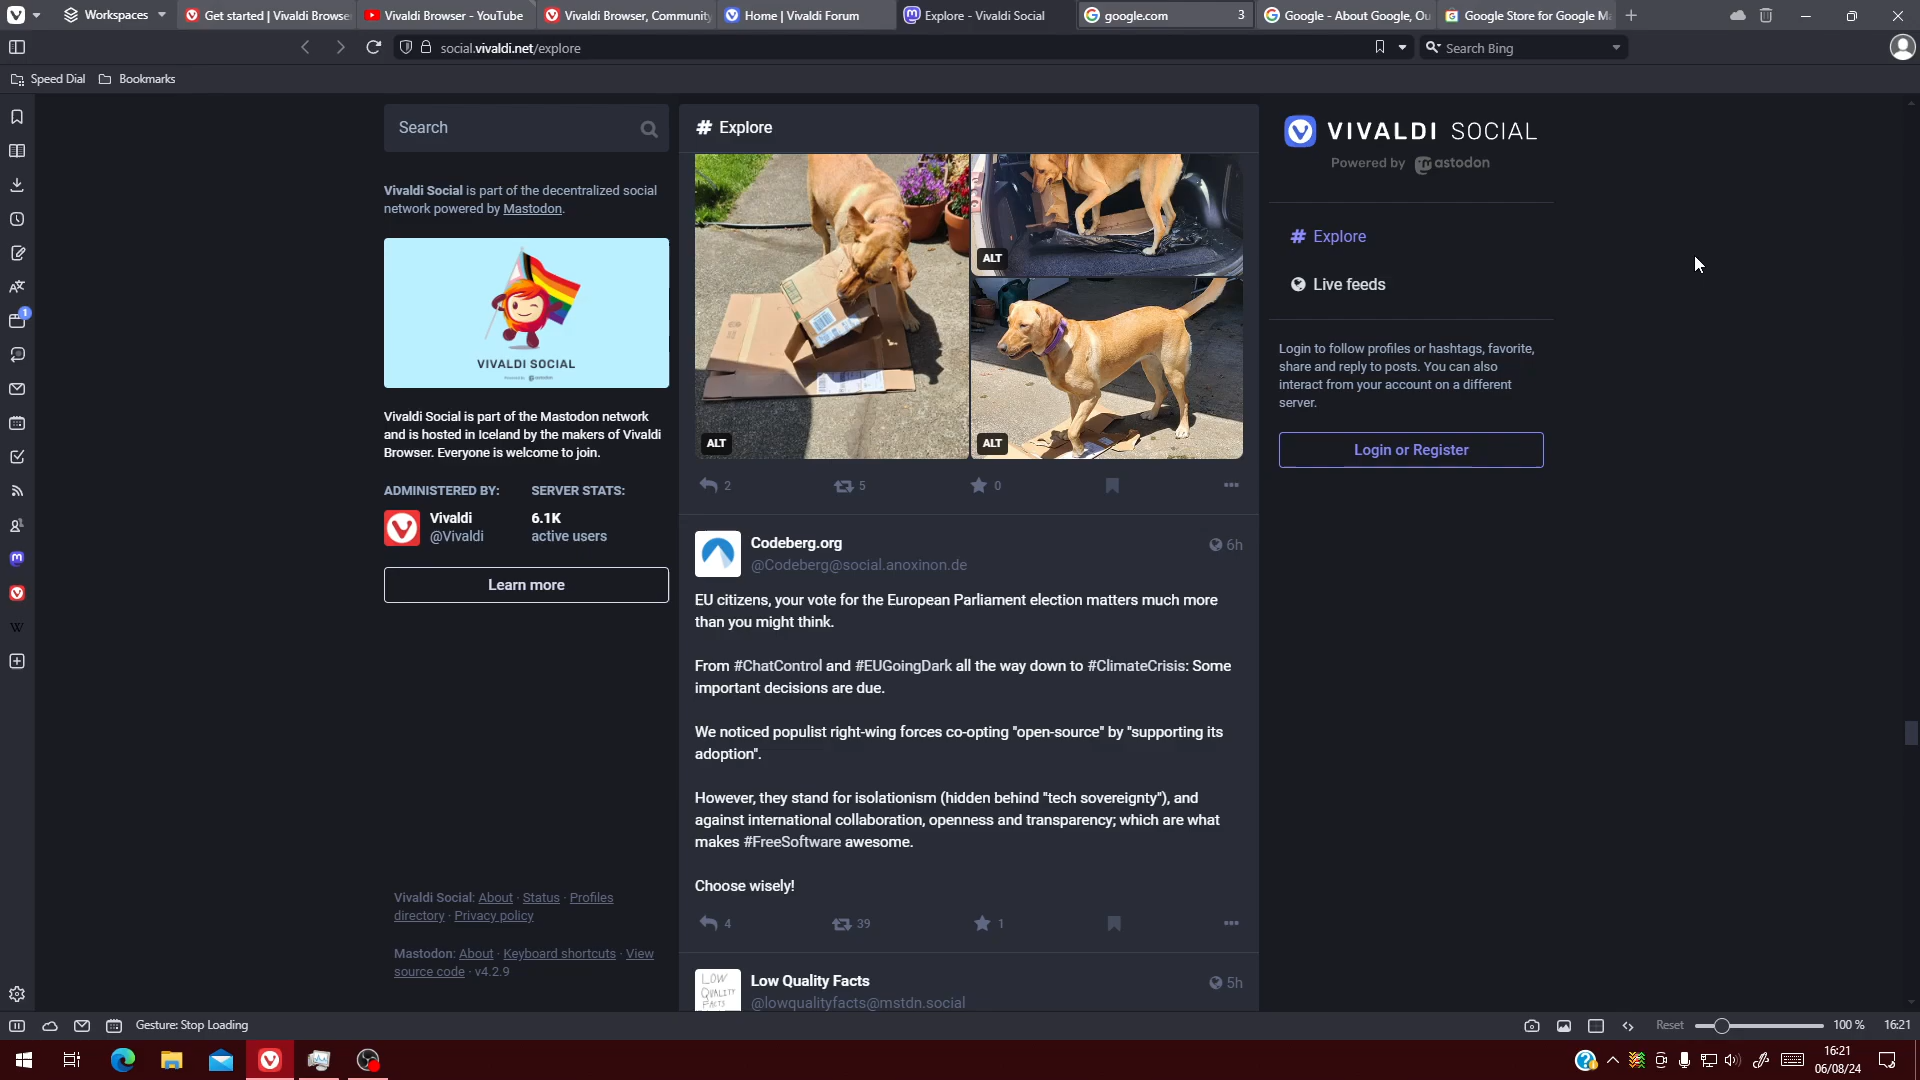 Workspaces
Get started | Vivaldi Browse
Vivaldi Browser - YouTube
Vivaldi Browser, Community
Home | Vivaldi Forum
Explore - Vivaldi Social
google.com
3
Google - About Google, Ou
Google Store for Google Ma
social.vivaldi.net/explore
Search Bing
Speed Dial
Bookmarks
Search
Vivaldi Social is part of the decentralized social
network powered by Mastodon.
VIVALDI SOCIAL
Vivaldi Social is part of the Mastodon network
and is hosted in Iceland by the makers of Vivaldi
Browser. Everyone is welcome to join.
ADMINISTERED BY:
Vivaldi
@Vivaldi
SERVER STATS:
6.1K
active users
Learn more
Vivaldi Social: About · Status · Profiles
directory · Privacy policy
Mastodon: About · Keyboard shortcuts · View
source code · v4.2.9
# Explore
ALT
ALT
ALT
2
5
0
Codeberg.org
@Codeberg@social.anoxinon.de
6h
EU citizens, your vote for the European Parliament election matters much more
than you might think.
From #ChatControl and #EUGoingDark all the way down to #ClimateCrisis: Some
important decisions are due.
We noticed populist right-wing forces co-opting "open-source" by "supporting its
adoption".
However, they stand for isolationism (hidden behind "tech sovereignty"), and
against international collaboration, openness and transparency; which are what
makes #FreeSoftware awesome.
Choose wisely!
4
39
1
LOW
QUALITY
FACTS
Low Quality Facts
@lowqualityfacts@mstdn.social
5h
VIVALDI SOCIAL
Powered by mastodon
# Explore
Live feeds
Login to follow profiles or hashtags, favorite,
share and reply to posts. You can also
interact from your account on a different
server.
Login or Register
1
W
Gesture: Stop Loading
Reset
100 %
16:21
16:21
06/08/24